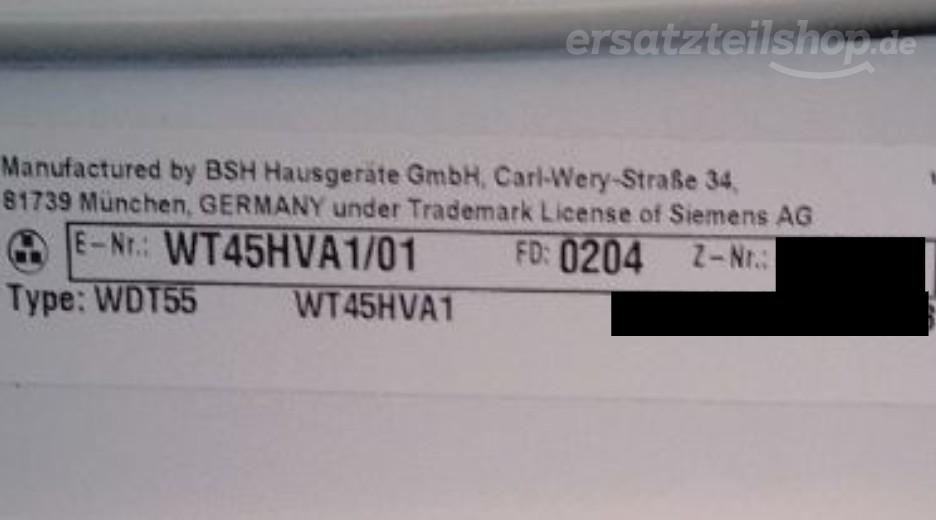 ersatzteilshop.de
Manufactured by BSH Hausgeräte GmbH, Carl-Wery-Straße 34,
81739 München, GERMANY under Trademark License of Siemens AG
E-Nr.: WT45HVA1/01 FD: 0204 Z-Nr.:
Type: WDT55 WT45HVA1